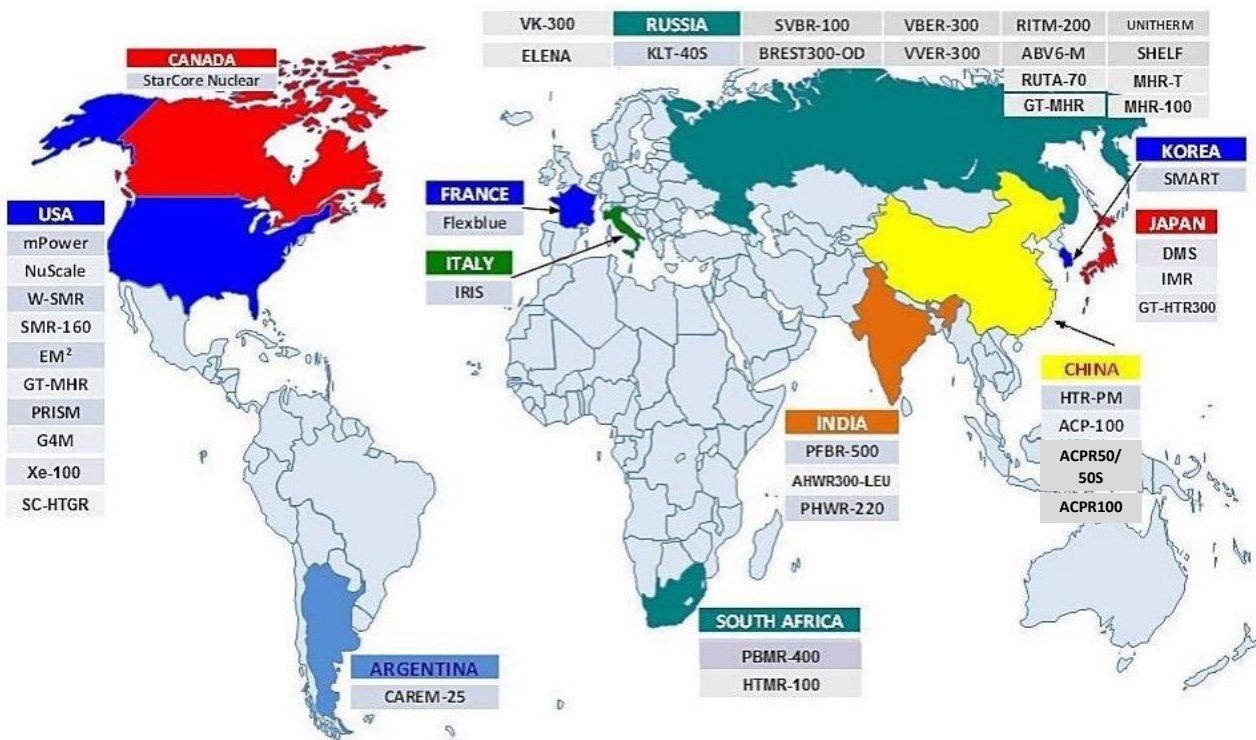 VK-300
RUSSIA
SVBR-100
VBER-300
RITM-200
UNITHERM
ELENA
KLT-40S
BREST300-OD
VVER-300
ABV6-M
SHELF
RUTA-70
MHR-T
GT-MHR
MHR-100
CANADA
StarCore Nuclear
KOREA
SMART
FRANCE
Flexblue
ITALY
IRIS
USA
mPower
NuScale
W-SMR
SMR-160
EM²
GT-MHR
PRISM
G4M
Xe-100
SC-HTGR
JAPAN
DMS
IMR
GT-HTR300
CHINA
HTR-PM
ACP-100
ACPR50/
50S
ACPR100
INDIA
PFBR-500
AHWR300-LEU
PHWR-220
SOUTH AFRICA
PBMR-400
HTMR-100
ARGENTINA
CAREM-25